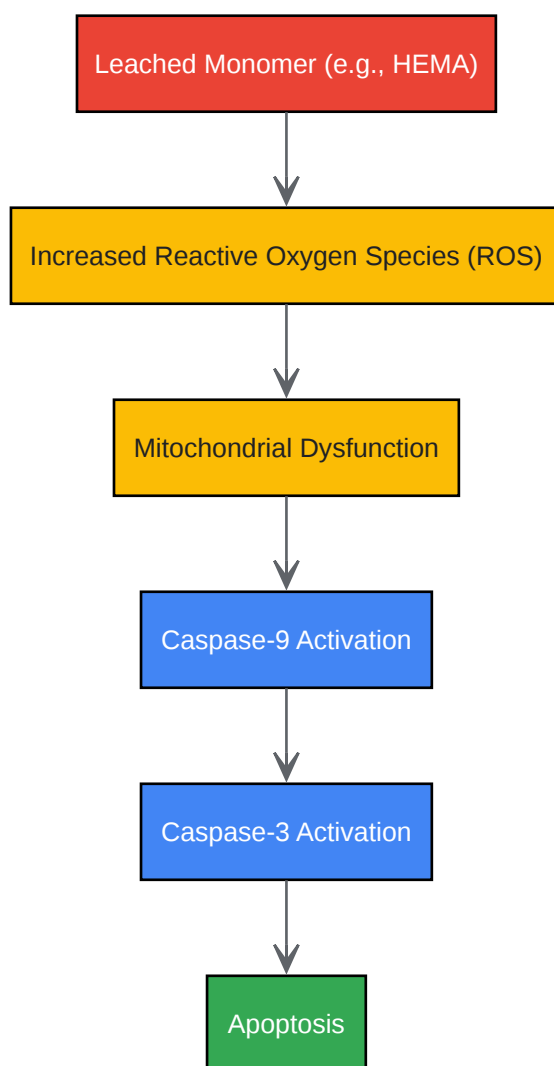 Leached Monomer (e.g., HEMA)
Increased Reactive Oxygen Species (ROS)
Mitochondrial Dysfunction
Caspase-9 Activation
Caspase-3 Activation
Apoptosis